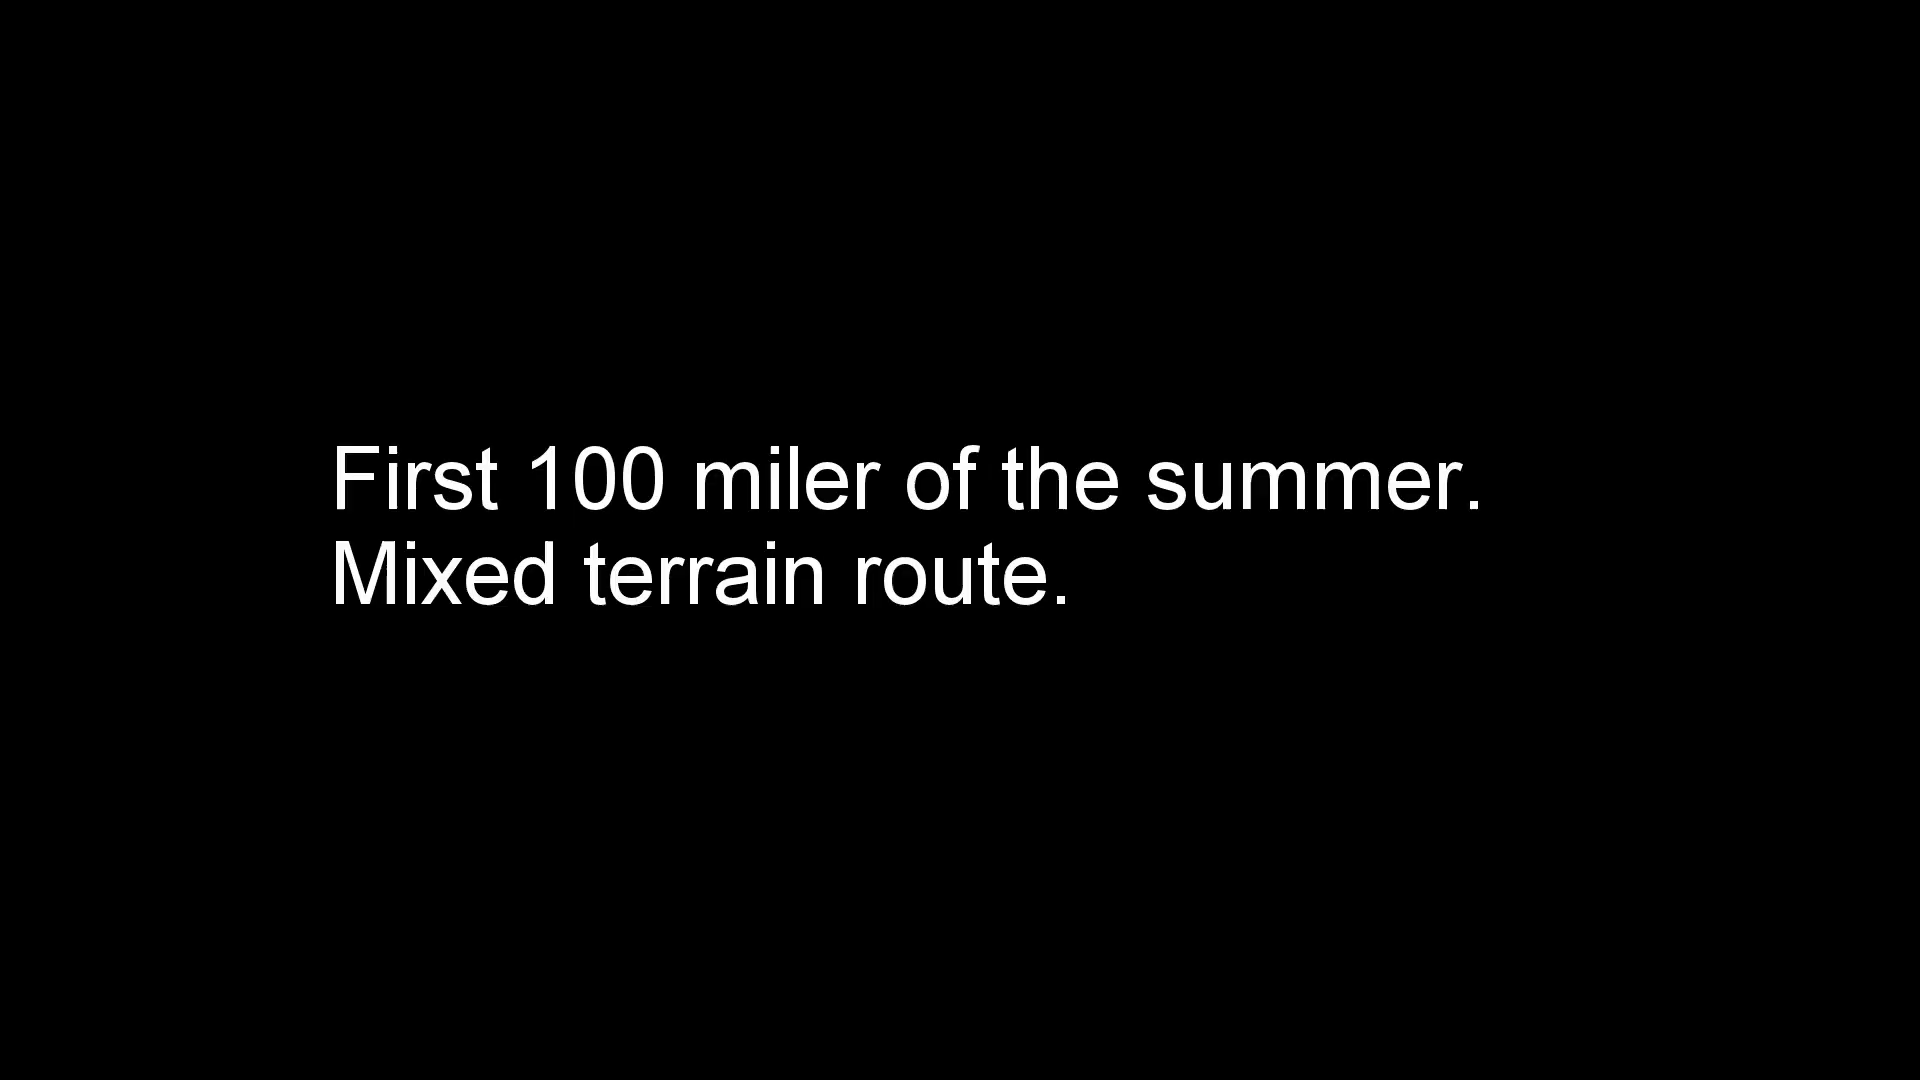 First 100 miler of the summer.
Mixed terrain route.